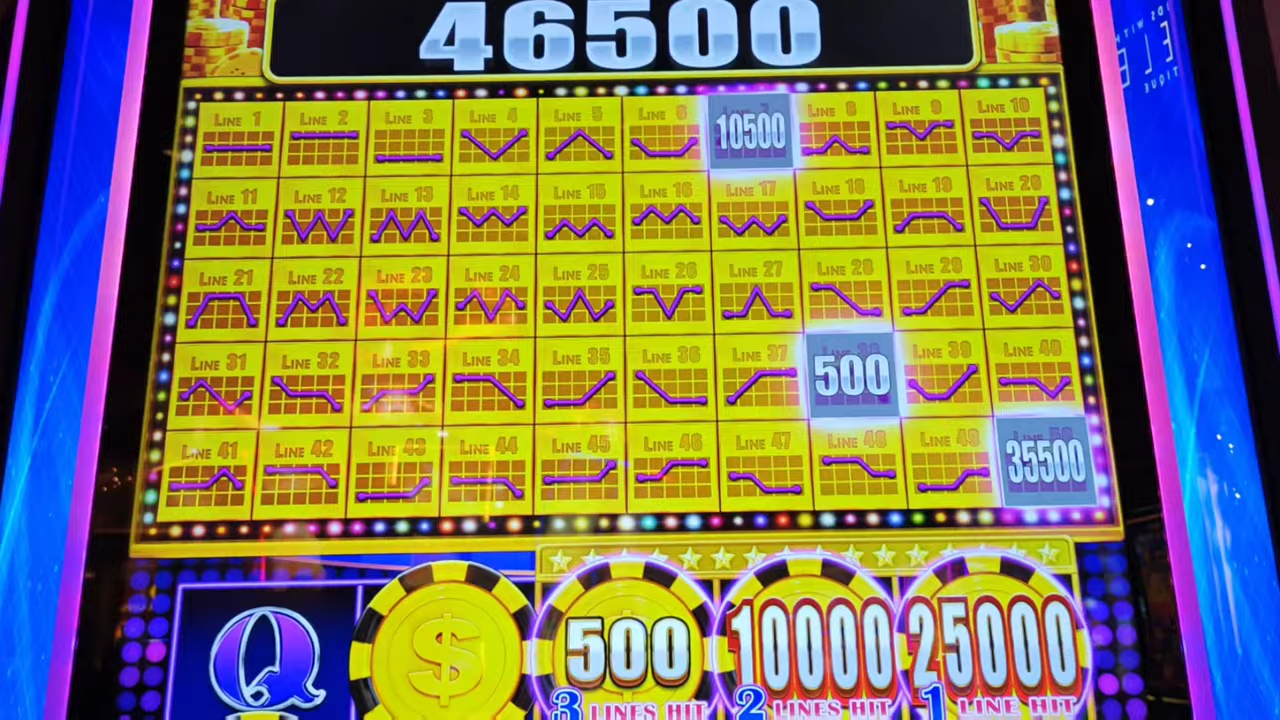 46500
LINE 1 LINE 2 LINE 3 LINE 4 LINE 5 LINE 6 10500 LINE 8 LINE 9 LINE 10
LINE 11 LINE 12 LINE 13 LINE 14 LINE 15 LINE 16 LINE 17 LINE 18 LINE 19 LINE 20
LINE 21 LINE 22 LINE 23 LINE 24 LINE 25 LINE 26 LINE 27 LINE 28 LINE 29 LINE 30
LINE 31 LINE 32 LINE 33 LINE 34 LINE 35 LINE 36 LINE 37 500 LINE 39 LINE 40
LINE 41 LINE 42 LINE 43 LINE 44 LINE 45 LINE 46 LINE 47 LINE 48 LINE 49 35500
Q $ 500 10000 25000
3 LINES HIT 2 LINES HIT 1 LINE HIT